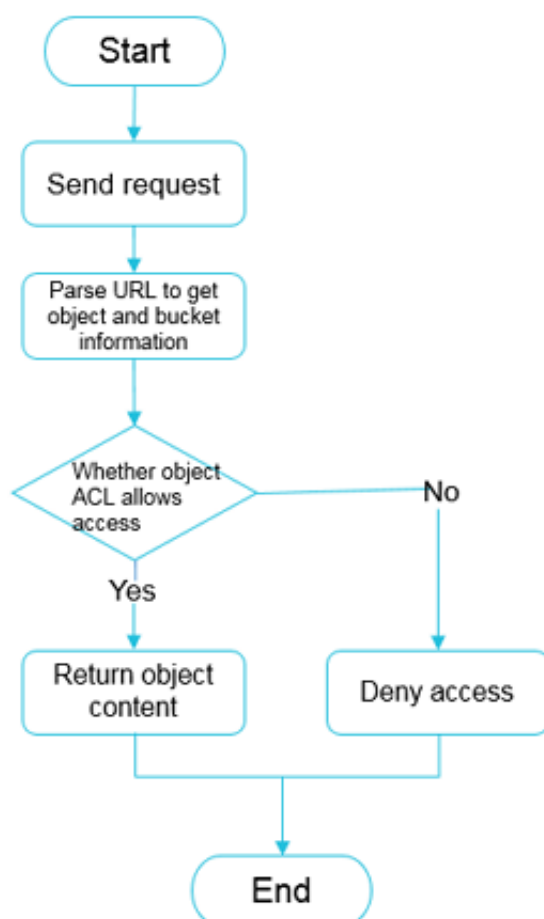 Start
Send request
Parse URL to get
object and bucket
information
Whether object
ACL allows
access
No
Yes
Return object
content
Deny access
End